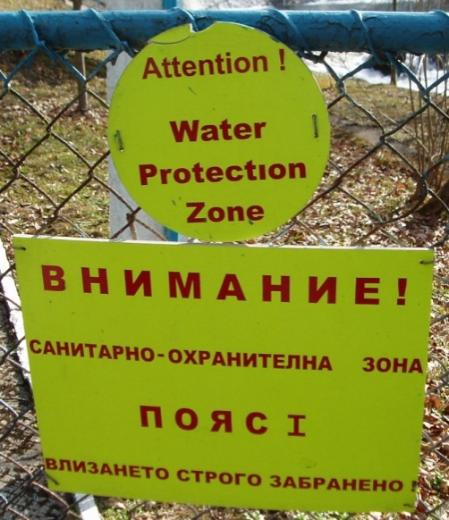 Attention !
Water
Protection
Zone
ВНИМАНИЕ!
САНИТАРНО-ОХРАНИТЕЛНА ЗОНА
ПОЯС I
ВЛИЗАНЕТО СТРОГО ЗАБРАНЕНО !